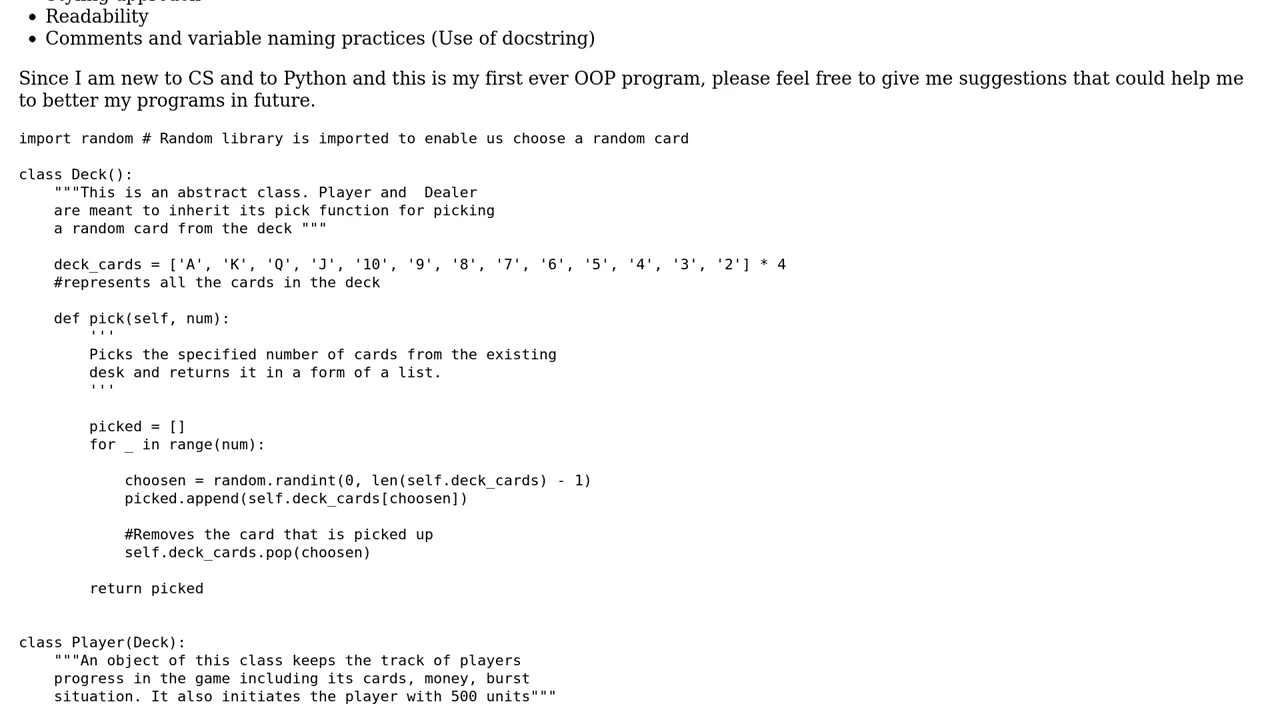 Styling approach
Readability
Comments and variable naming practices (Use of docstring)
Since I am new to CS and to Python and this is my first ever OOP program, please feel free to give me suggestions that could help me
to better my programs in future.
import random # Random library is imported to enable us choose a random card
class Deck():
    """This is an abstract class. Player and  Dealer
    are meant to inherit its pick function for picking
    a random card from the deck """
    deck_cards = ['A', 'K', 'Q', 'J', '10', '9', '8', '7', '6', '5', '4', '3', '2'] * 4
    #represents all the cards in the deck
    def pick(self, num):
        '''
        Picks the specified number of cards from the existing
        desk and returns it in a form of a list.
        '''
        picked = []
        for _ in range(num):
            choosen = random.randint(0, len(self.deck_cards) - 1)
            picked.append(self.deck_cards[choosen])
            #Removes the card that is picked up
            self.deck_cards.pop(choosen)
        return picked
class Player(Deck):
    """An object of this class keeps the track of players
    progress in the game including its cards, money, burst
    situation. It also initiates the player with 500 units"""